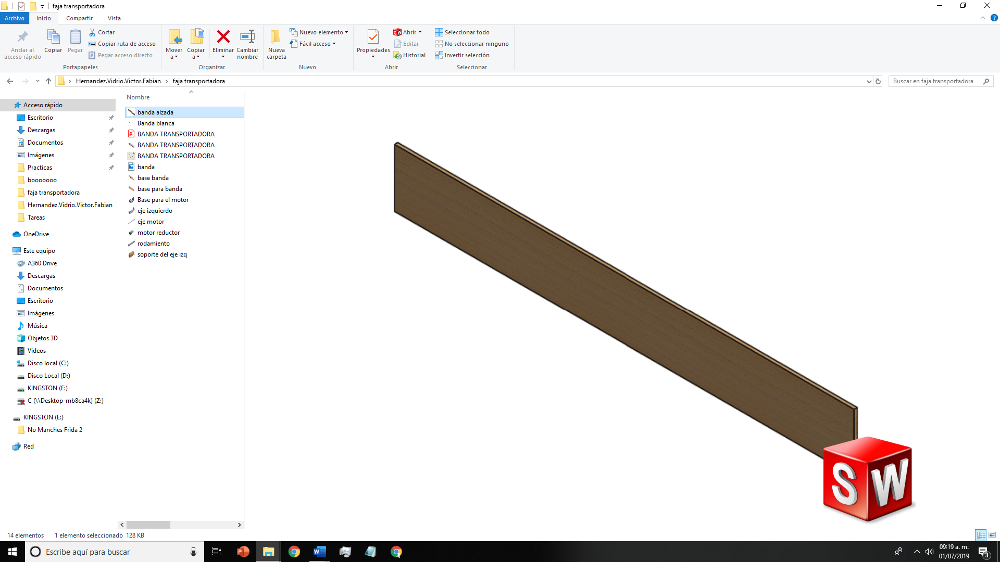 faja transportadora
Archivo
Inicio
Compartir
Vista
Anclar al
acceso rápido
Copiar
Pegar
Cortar
Copiar ruta de acceso
Pegar acceso directo
Portapapeles
Mover
a
Copiar
a
Eliminar
Cambiar
nombre
Organizar
Nueva
carpeta
Nuevo elemento
Fácil acceso
Nuevo
Propiedades
Abrir
Editar
Historial
Abrir
Seleccionar todo
No seleccionar ninguno
Invertir selección
Seleccionar
Hernandez.Vidrio.Victor.Fabian
faja transportadora
Buscar en faja transportadora
Acceso rápido
Escritorio
Descargas
Documentos
Imágenes
Practicas
booooooo
faja transportadora
Hernandez.Vidrio.Victor.Fabian
Tareas
OneDrive
Este equipo
A360 Drive
Descargas
Documentos
Escritorio
Imágenes
Música
Objetos 3D
Videos
Disco local (C:)
Disco Local (D:)
KINGSTON (E:)
C (\\Desktop-mb8ca4k) (Z:)
KINGSTON (E:)
No Manches Frida 2
Red
Nombre
banda alzada
Banda blanca
BANDA TRANSPORTADORA
BANDA TRANSPORTADORA
BANDA TRANSPORTADORA
banda
base banda
base para banda
Base para el motor
eje izquierdo
eje motor
motor reductor
rodamiento
soporte del eje izq
SW
14 elementos
1 elemento seleccionado 128 KB
Escribe aquí para buscar
09:19 a. m.
01/07/2019
3